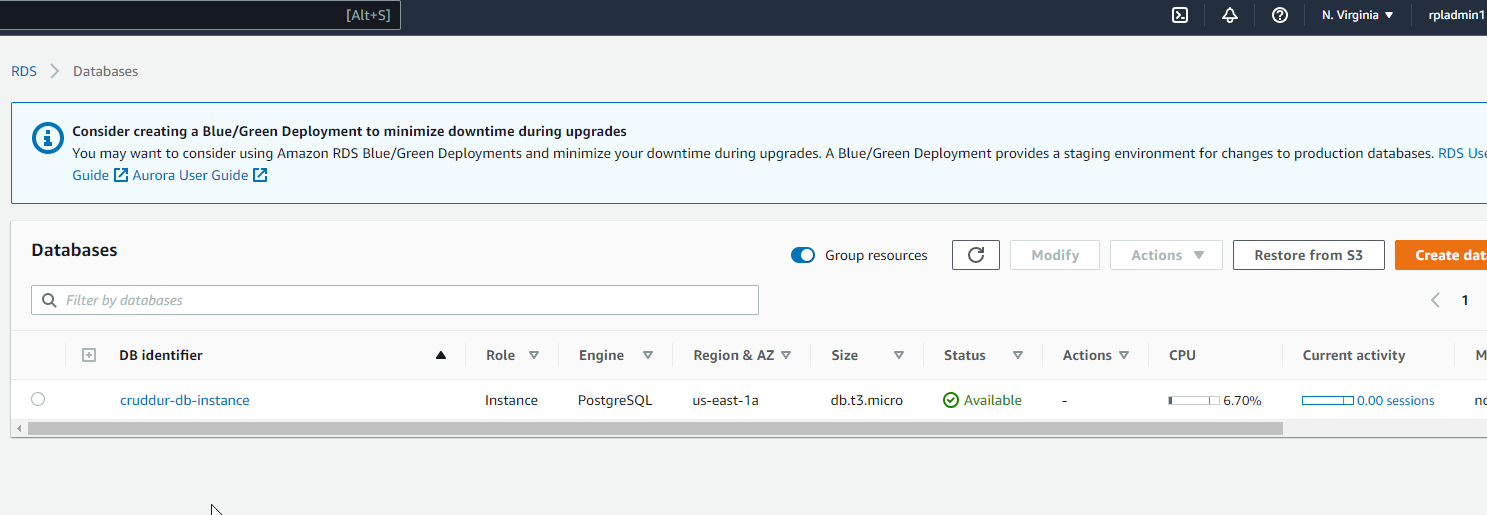 [Alt+S] N. Virginia rpladmin1
RDS Databases
Consider creating a Blue/Green Deployment to minimize downtime during upgrades
You may want to consider using Amazon RDS Blue/Green Deployments and minimize your downtime during upgrades. A Blue/Green Deployment provides a staging environment for changes to production databases. RDS Use
Guide Aurora User Guide
Databases Group resources Modify Actions Restore from S3 Create dat
Filter by databases 1
DB identifier Role Engine Region & AZ Size Status Actions CPU Current activity M
cruddur-db-instance Instance PostgreSQL us-east-1a db.t3.micro Available - 6.70% 0.00 sessions no